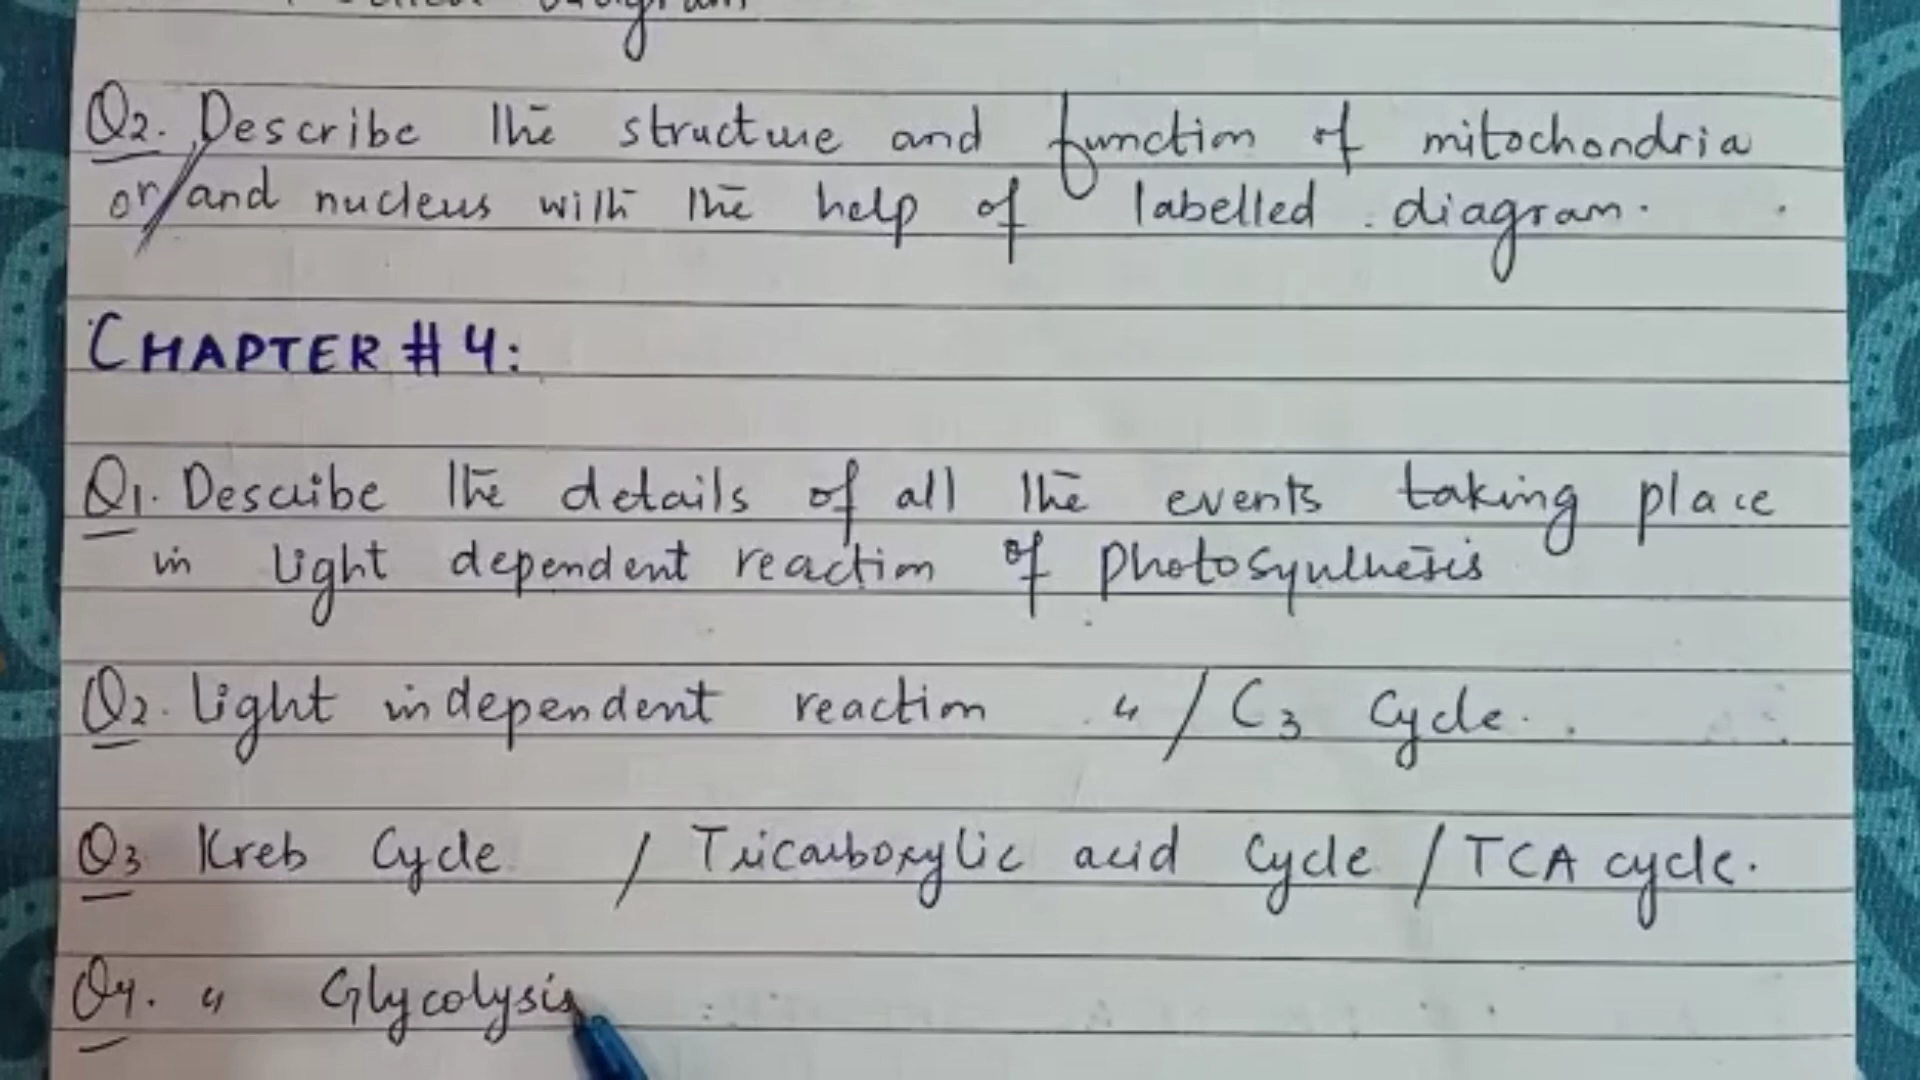 diagram
Q2. Describe the structure and function of mitochondria
or/and nucleus with the help of labelled diagram.
CHAPTER # 4:
Q1. Describe the details of all the events taking place
in light dependent reaction of photosynthesis
Q2. light independent reaction " / C3 Cycle.
Q3 Kreb Cycle / Tricarboxylic acid Cycle / TCA cycle.
Q4. " Glycolysis